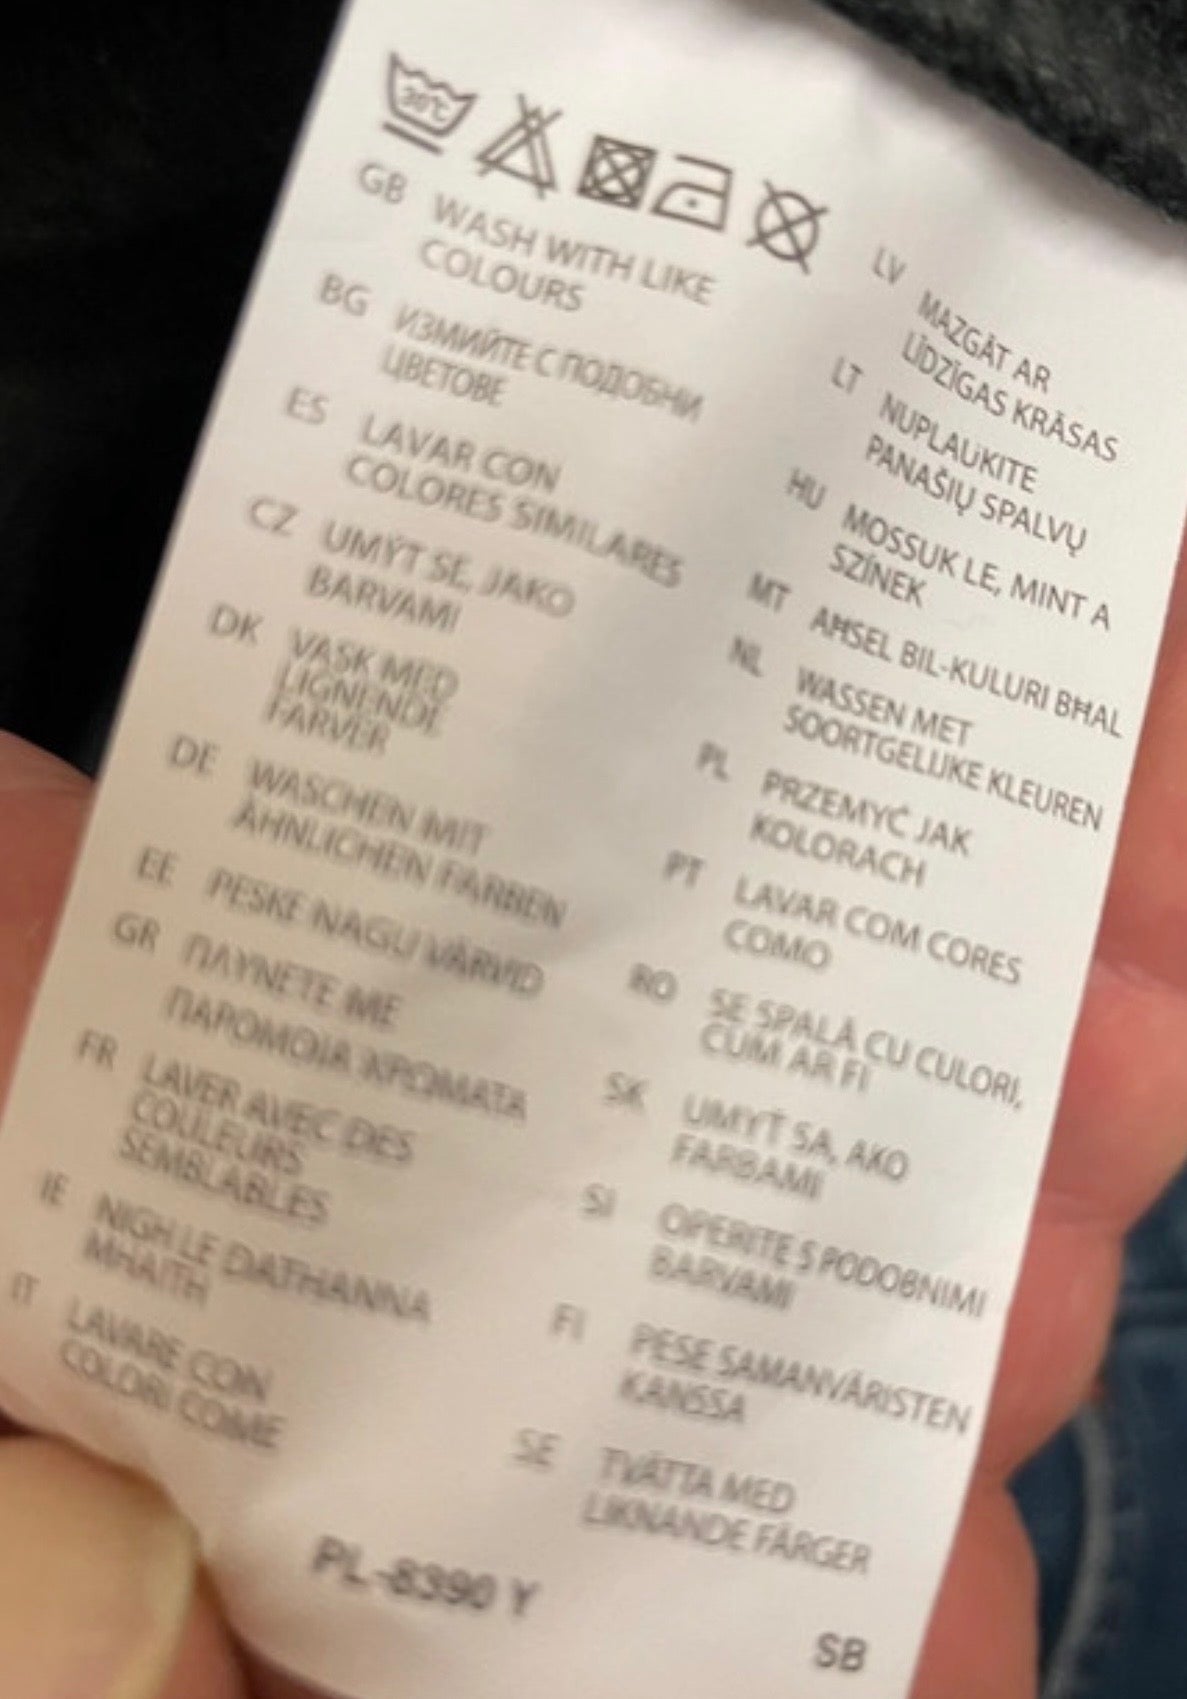 30°C
GB WASH WITH LIKE
COLOURS
BG ИЗМИЙТЕ С ПОДОБНИ
ЦВЕТОВЕ
ES LAVAR CON
COLORES SIMILARES
CZ UMÝT SE, JAKO
BARVAMI
DK VASK MED
LIGNENDE
FARVER
DE WASCHEN MIT
ÄHNLICHEN FARBEN
EE PESKE NAGU VÄRVID
GR ΠΛΥΝΕΤΕ ΜΕ
ΠΑΡΟΜΟΙΑ ΧΡΩΜΑΤΑ
FR LAVER AVEC DES
COULEURS
SEMBLABLES
IE NIGH LE DATHANNA
MHAITH
IT LAVARE CON
COLORI COME
LV MAZGĀT AR
LĪDZĪGAS KRĀSAS
LT NUPLAUKITE
PANAŠIŲ SPALVŲ
HU MOSSUK LE, MINT A
SZÍNEK
MT AĦSEL BIL-KULURI BĦAL
NL WASSEN MET
SOORTGELIJKE KLEUREN
PL PRZEMYĆ JAK
KOLORACH
PT LAVAR COM CORES
COMO
RO SE SPALĂ CU CULORI,
CUM AR FI
SK UMYŤ SA, AKO
FARBAMI
SI OPERITE S PODOBNIMI
BARVAMI
FI PESE SAMANVÄRISTEN
KANSSA
SE TVÄTTA MED
LIKNANDE FÄRGER
PL-8390 Y
SB